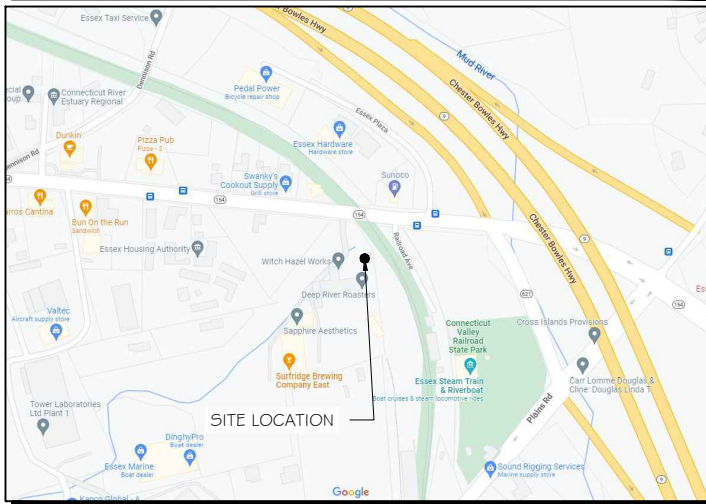 Essex Taxi Service
Bowles Hwy
Dennison Rd
Mud River
Connecticut River
Estuary Regional
Pedal Power
Bicycle repair shop
Chester Bowles Hwy
9
Essex Plaza
Dunkin
Pizza Pub
Pizza - $
Essex Hardware
Hardware store
Swanky's
Cookout Supply
Grill store
Sunoco
154
Bun On the Run
Sandwich
154
154
Railroad Ave
Chester Bowles Hwy
9
Essex Housing Authority
Witch Hazel Works
Deep River Roasters
627
154
Valtec
Aircraft supply store
Sapphire Aesthetics
Connecticut
Valley
Railroad
State Park
Cross Islands Provisions
Surfridge Brewing
Company East
Essex Steam Train
& Riverboat
Boat cruises & steam locomotive rides
Carr Lomme Douglas &
Cline: Douglas Linda T
Tower Laboratories
Ltd Plant 1
SITE LOCATION
Plains Rd
DinghyPro
Boat dealer
Essex Marine
Boat dealer
Sound Rigging Services
Marine supply store
9
Google